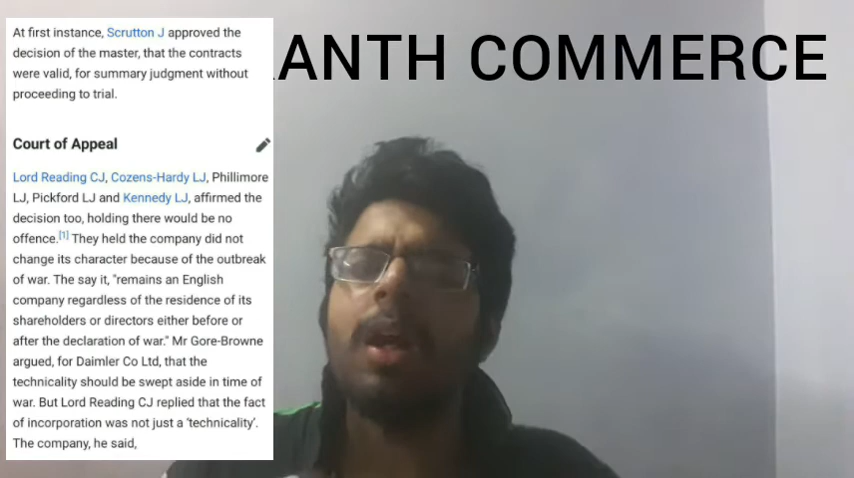 ANTH COMMERCE
At first instance, Scrutton J approved the
decision of the master, that the contracts
were valid, for summary judgment without
proceeding to trial.
Court of Appeal
Lord Reading CJ, Cozens-Hardy LJ, Phillimore
LJ, Pickford LJ and Kennedy LJ, affirmed the
decision too, holding there would be no
offence.[1] They held the company did not
change its character because of the outbreak
of war. The say it, "remains an English
company regardless of the residence of its
shareholders or directors either before or
after the declaration of war." Mr Gore-Browne
argued, for Daimler Co Ltd, that the
technicality should be swept aside in time of
war. But Lord Reading CJ replied that the fact
of incorporation was not just a ‘technicality’.
The company, he said,